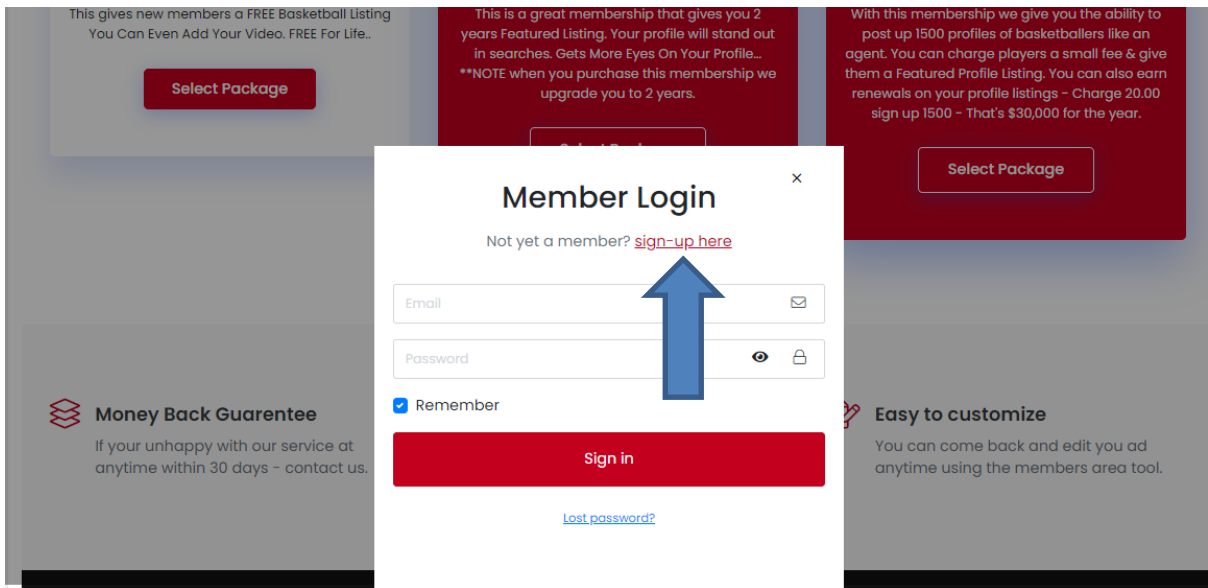 This gives new members a FREE Basketball Listing
You Can Even Add Your Video. FREE For Life..
Select Package
This is a great membership that gives you 2
years Featured Listing. Your profile will stand out
in searches. Gets More Eyes On Your Profile...
**NOTE when you purchase this membership we
upgrade you to 2 years.
With this membership we give you the ability to
post up 1500 profiles of basketballers like an
agent. You can charge players a small fee & give
them a Featured Profile Listing. You can also earn
renewals on your profile listings - Charge 20.00
sign up 1500 - That's $30,000 for the year.
Select Package
Member Login
Not yet a member? sign-up here
Email
Password
Remember
Sign in
Lost password?
Money Back Guarentee
If your unhappy with our service at
anytime within 30 days - contact us.
Easy to customize
You can come back and edit you ad
anytime using the members area tool.